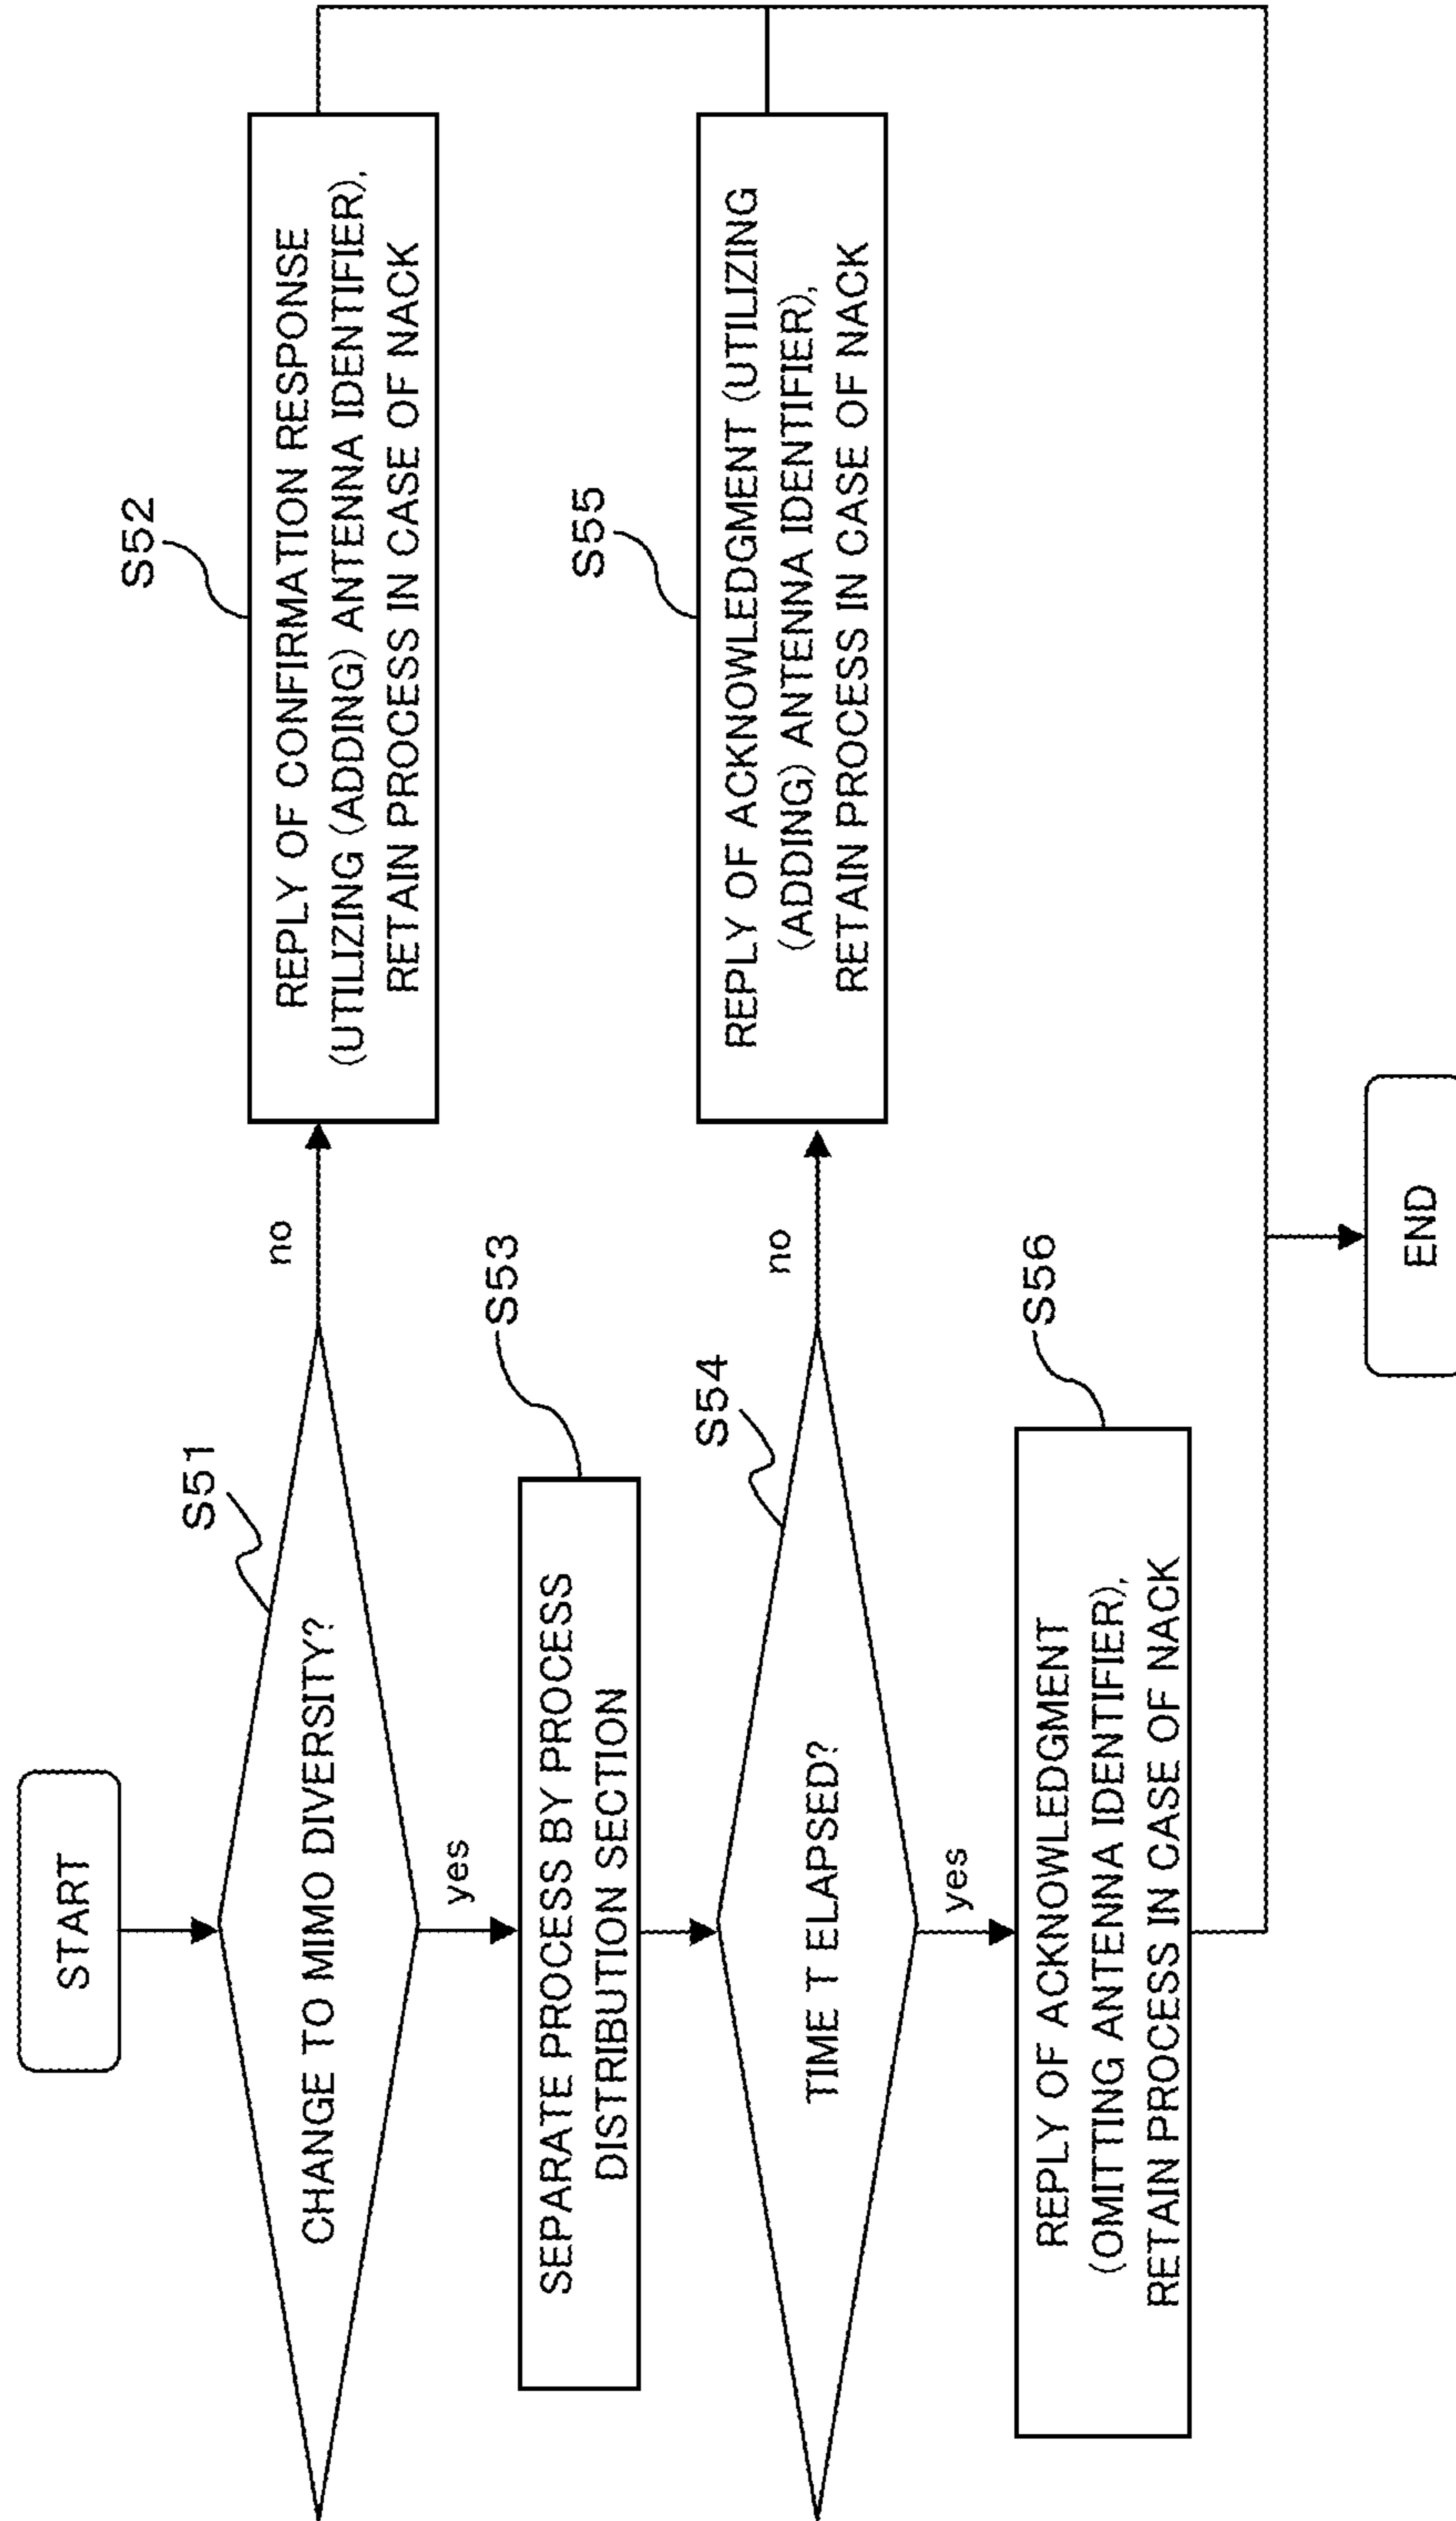 START
S51
CHANGE TO MIMO DIVERSITY?
no
S52
REPLY OF CONFIRMATION RESPONSE
(UTILIZING (ADDING) ANTENNA IDENTIFIER),
RETAIN PROCESS IN CASE OF NACK
yes
S53
SEPARATE PROCESS BY PROCESS
DISTRIBUTION SECTION
S54
TIME T ELAPSED?
no
S55
REPLY OF ACKNOWLEDGMENT (UTILIZING
(ADDING) ANTENNA IDENTIFIER),
RETAIN PROCESS IN CASE OF NACK
yes
S56
REPLY OF ACKNOWLEDGMENT
(OMITTING ANTENNA IDENTIFIER),
RETAIN PROCESS IN CASE OF NACK
END